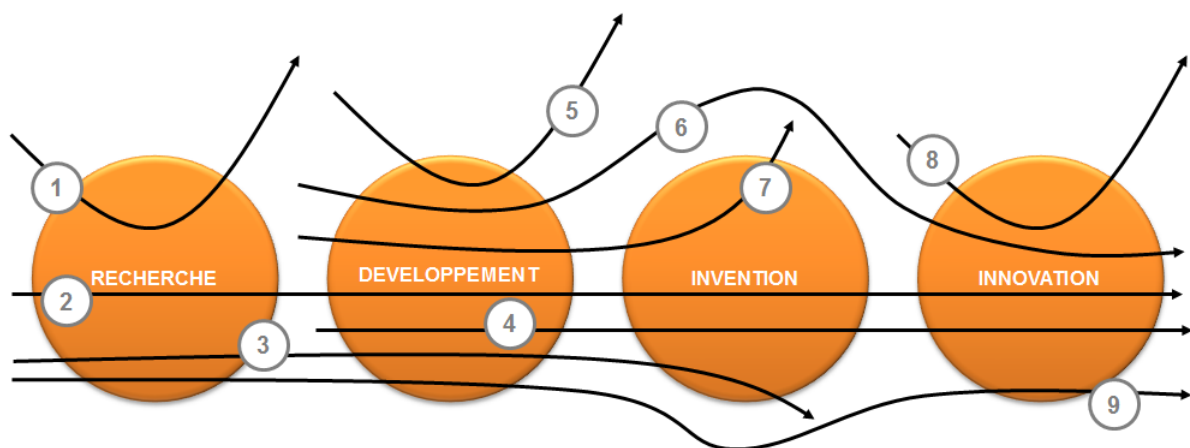 5
6
1
8
7
RECHERCHE
DEVELOPPEMENT
INVENTION
INNOVATION
2
4
3
9